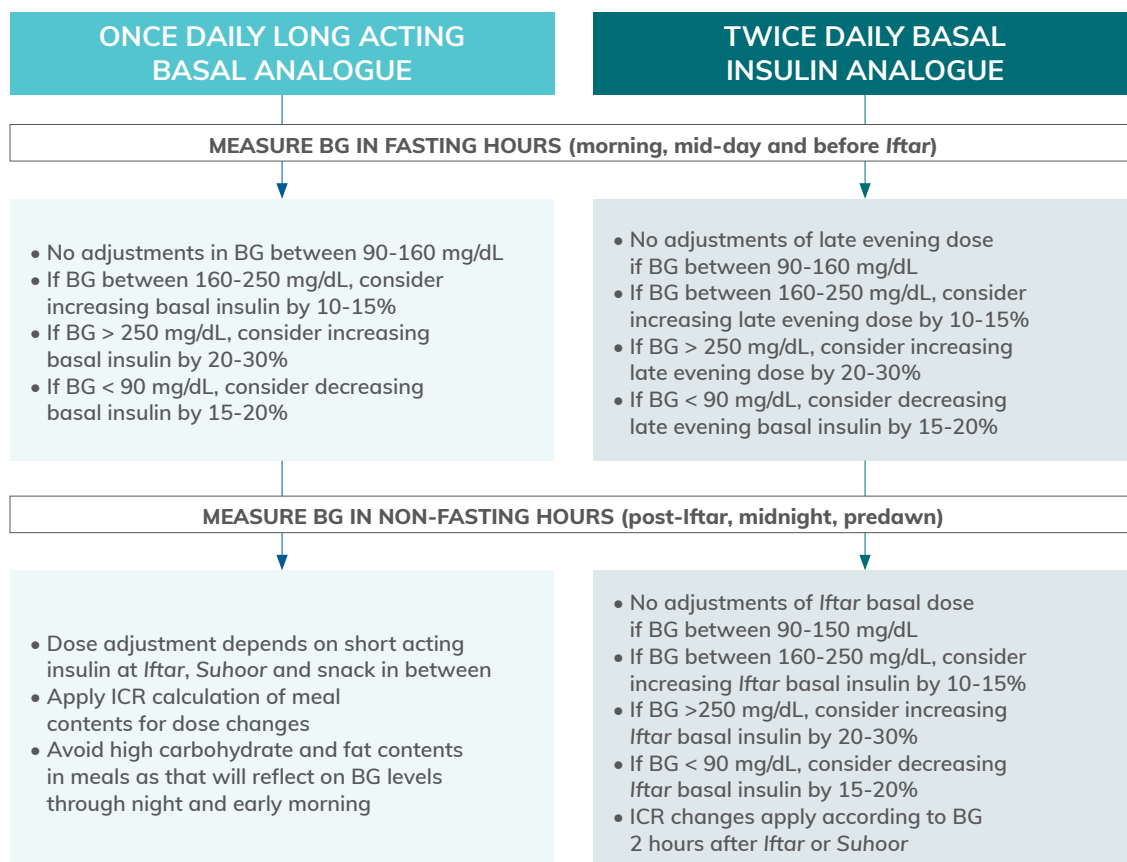 ONCE DAILY LONG ACTING
BASAL ANALOGUE
TWICE DAILY BASAL
INSULIN ANALOGUE
MEASURE BG IN FASTING HOURS (morning, mid-day and before Iftar)
• No adjustments in BG between 90-160 mg/dL
• If BG between 160-250 mg/dL, consider
increasing basal insulin by 10-15%
• If BG > 250 mg/dL, consider increasing
basal insulin by 20-30%
• If BG < 90 mg/dL, consider decreasing
basal insulin by 15-20%
• No adjustments of late evening dose
if BG between 90-160 mg/dL
• If BG between 160-250 mg/dL, consider
increasing late evening dose by 10-15%
• If BG > 250 mg/dL, consider increasing
late evening dose by 20-30%
• If BG < 90 mg/dL, consider decreasing
late evening basal insulin by 15-20%
MEASURE BG IN NON-FASTING HOURS (post-Iftar, midnight, predawn)
• Dose adjustment depends on short acting
insulin at Iftar, Suhoor and snack in between
• Apply ICR calculation of meal
contents for dose changes
• Avoid high carbohydrate and fat contents
in meals as that will reflect on BG levels
through night and early morning
• No adjustments of Iftar basal dose
if BG between 90-150 mg/dL
• If BG between 160-250 mg/dL, consider
increasing Iftar basal insulin by 10-15%
• If BG >250 mg/dL, consider increasing
Iftar basal insulin by 20-30%
• If BG < 90 mg/dL, consider decreasing
Iftar basal insulin by 15-20%
• ICR changes apply according to BG
2 hours after Iftar or Suhoor